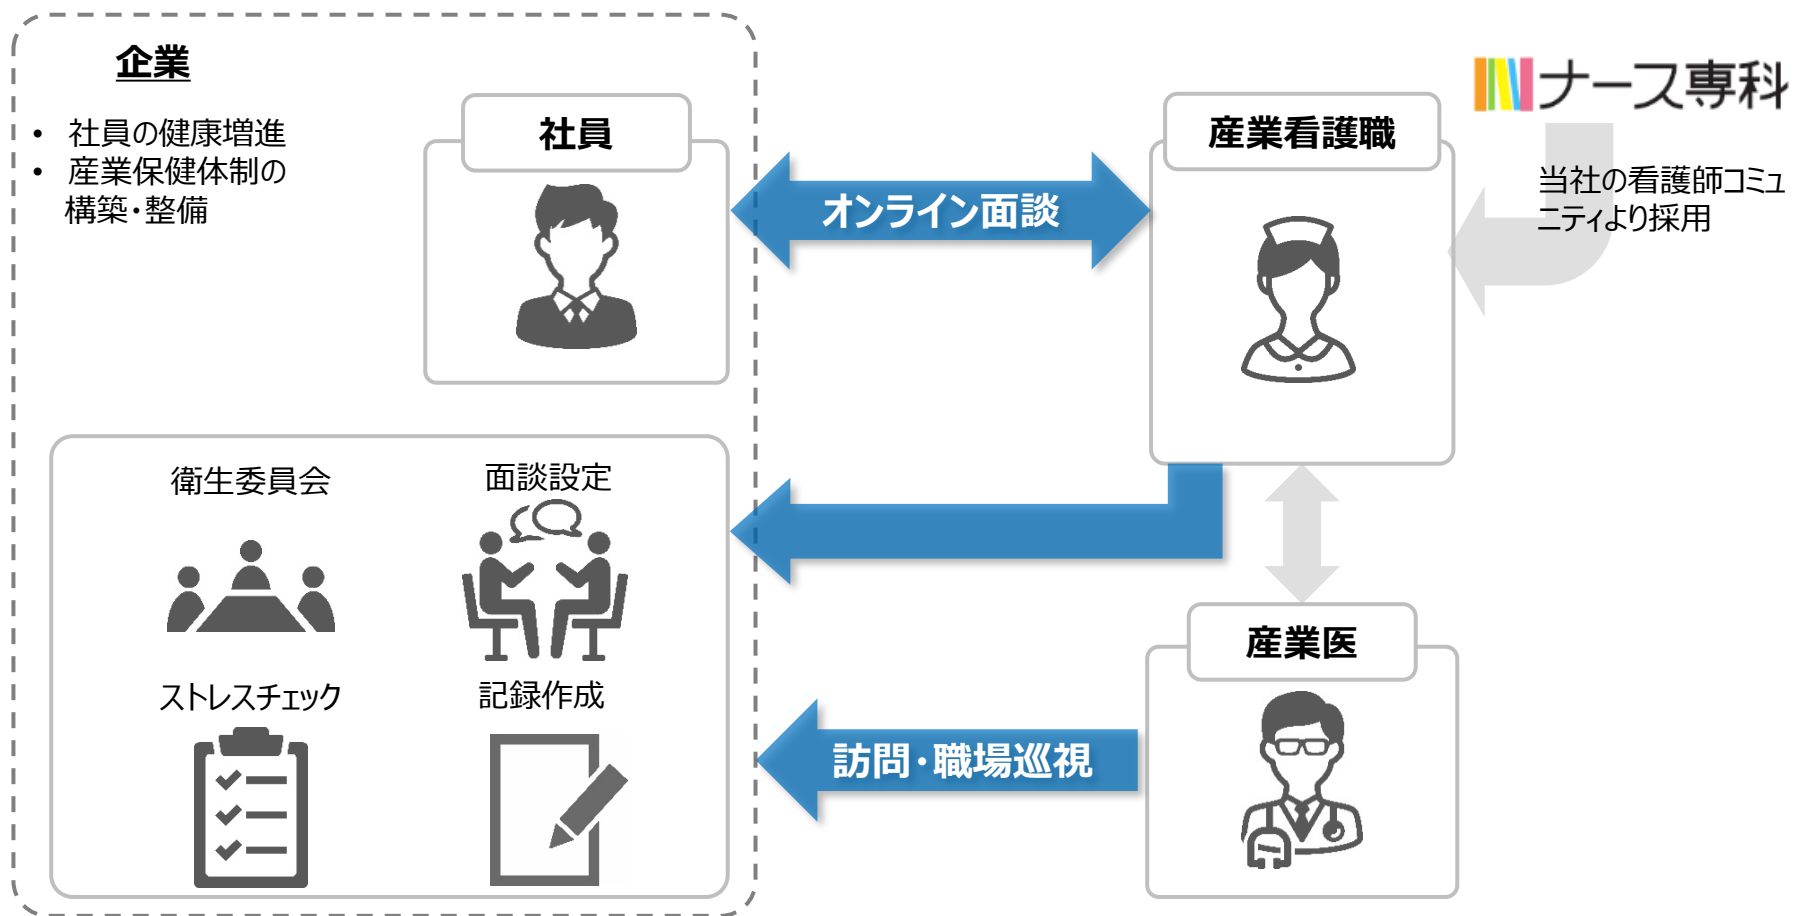 企業
• 社員の健康増進
• 産業保健体制の
構築・整備
社員
オンライン面談
産業看護職
ナース専科
当社の看護師コミュ
ニティより採用
衛生委員会
面談設定
ストレスチェック
記録作成
産業医
訪問・職場巡視